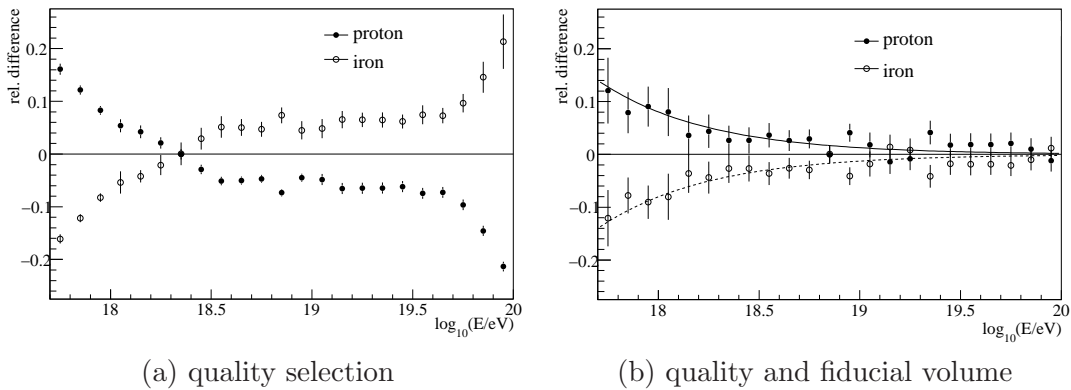 rel. difference
0.2
0.1
0
−0.1
−0.2
proton
iron
18
18.5
19
19.5
20
log10(E/eV)
(a) quality selection
rel. difference
0.2
0.1
0
−0.1
−0.2
proton
iron
18
18.5
19
19.5
20
log10(E/eV)
(b) quality and fiducial volume